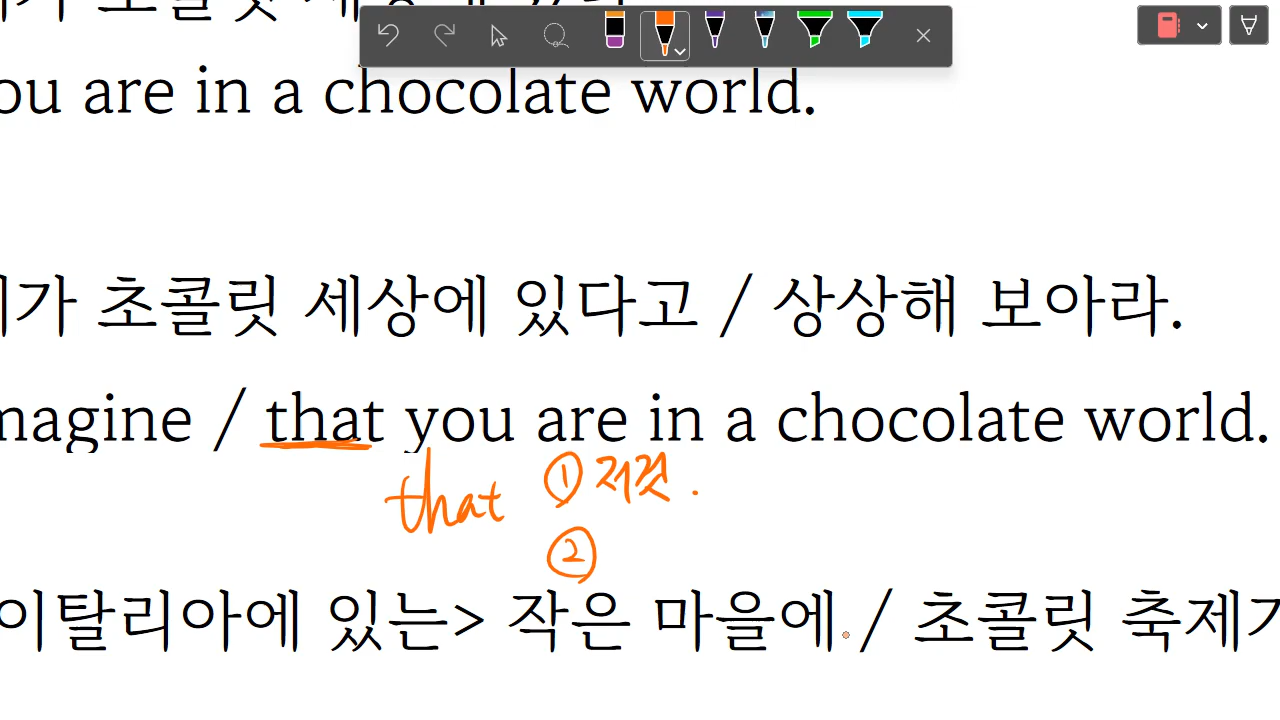 ou are in a chocolate world.
가 초콜릿 세상에 있다고 / 상상해 보아라.
magine / that you are in a chocolate world.
that ① 저것.
②
이탈리아에 있는> 작은 마을에 / 초콜릿 축제가